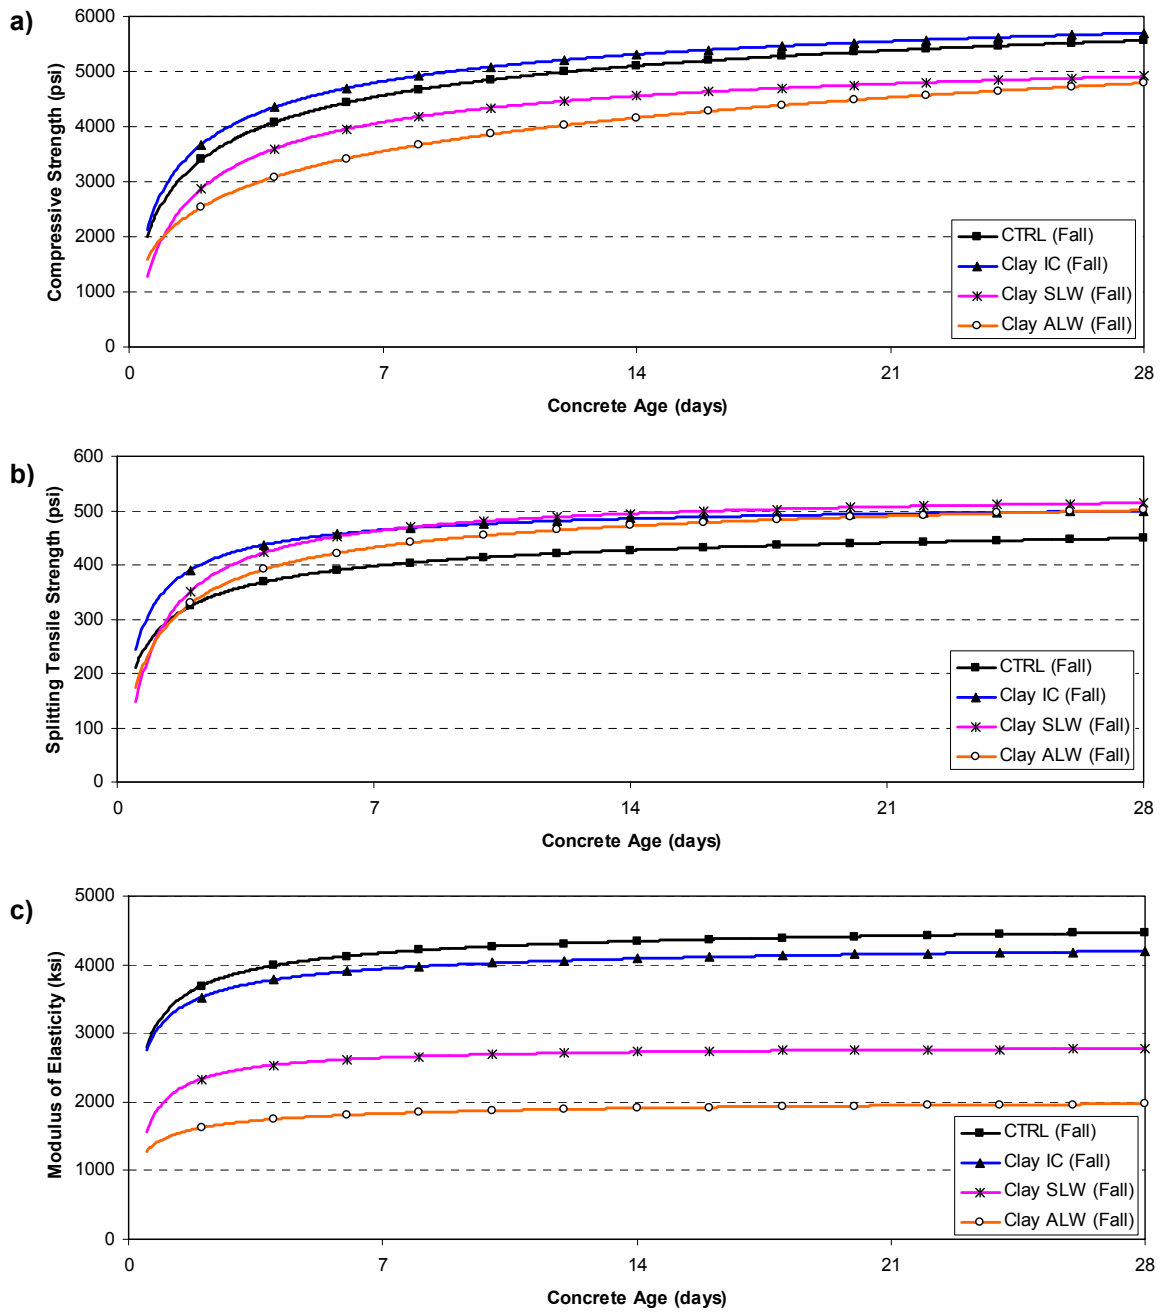 a)
Compressive Strength (psi)
6000
5000
4000
3000
2000
1000
0
0 7 14 21 28
Concrete Age (days)
CTRL (Fall)
Clay IC (Fall)
Clay SLW (Fall)
Clay ALW (Fall)
b)
Splitting Tensile Strength (psi)
600
500
400
300
200
100
0
0 7 14 21 28
Concrete Age (days)
CTRL (Fall)
Clay IC (Fall)
Clay SLW (Fall)
Clay ALW (Fall)
c)
Modulus of Elasticity (ksi)
5000
4000
3000
2000
1000
0
0 7 14 21 28
Concrete Age (days)
CTRL (Fall)
Clay IC (Fall)
Clay SLW (Fall)
Clay ALW (Fall)